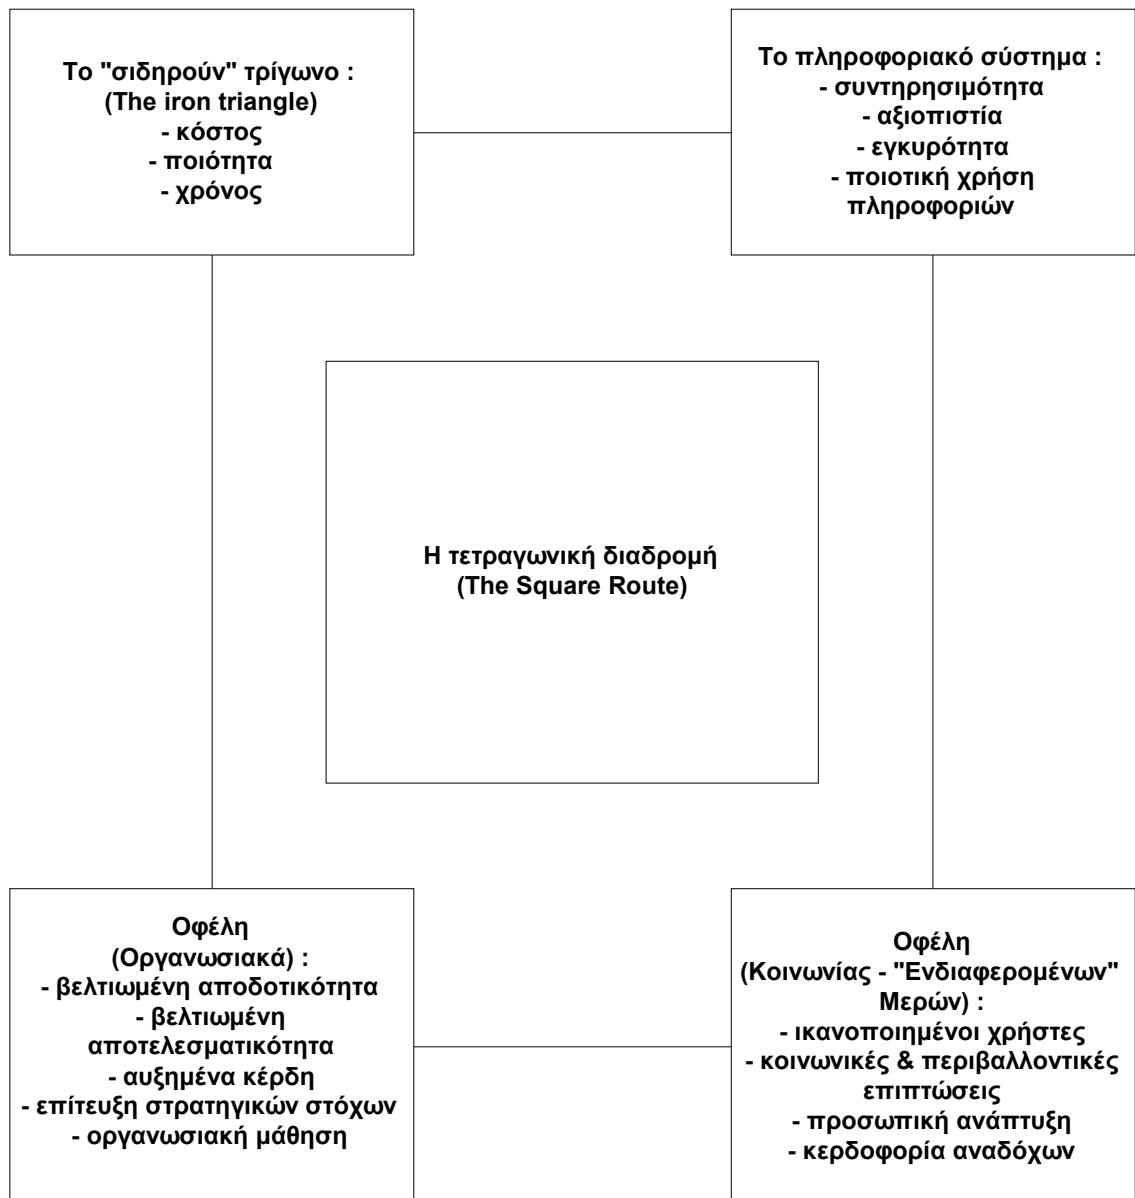 Το "σιδηρούν" τρίγωνο :
(The iron triangle)
- κόστος
- ποιότητα
- χρόνος
Το πληροφοριακό σύστημα :
- συντηρησιμότητα
- αξιοπιστία
- εγκυρότητα
- ποιοτική χρήση
πληροφοριών
Η τετραγωνική διαδρομή
(The Square Route)
Οφέλη
(Οργανωσιακά) :
- βελτιωμένη αποδοτικότητα
- βελτιωμένη
αποτελεσματικότητα
- αυξημένα κέρδη
- επίτευξη στρατηγικών στόχων
- οργανωσιακή μάθηση
Οφέλη
(Κοινωνίας - "Ενδιαφερομένων"
Μερών) :
- ικανοποιημένοι χρήστες
- κοινωνικές & περιβαλλοντικές
επιπτώσεις
- προσωπική ανάπτυξη
- κερδοφορία αναδόχων